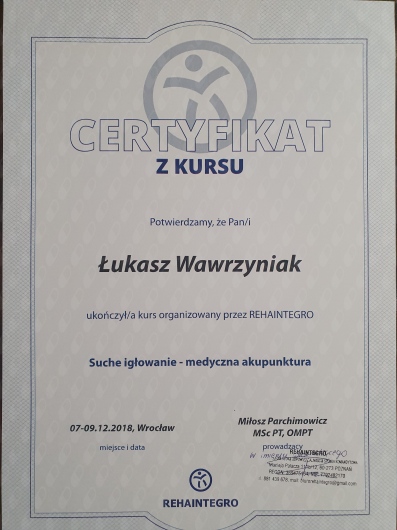 CERTYFIKAT
Z KURSU
Potwierdzamy, że Pan/i
Łukasz Wawrzyniak
ukończył/a kurs organizowany przez REHAINTEGRO
Suche igłowanie - medyczna akupunktura
07-09.12.2018, Wrocław
miejsce i data
Miłosz Parchimowicz
MSc PT, OMPT
prowadzący
REHAINTEGRO
REHAINTEGRO